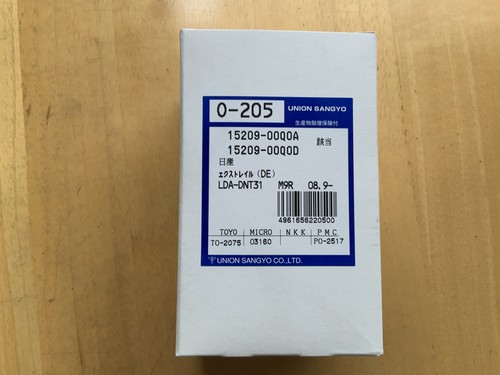 O-205 UNION SANGYO
生産物賠償保険付
15209-00Q0A 該当
15209-00Q0D
日産
エクストレイル(DE)
LDA-DNT31 M9R 08.9-
4961656220500
TOYO MICRO NKK PMC
TO-2075 O3160 PO-2517
UNION SANGYO CO.,LTD.